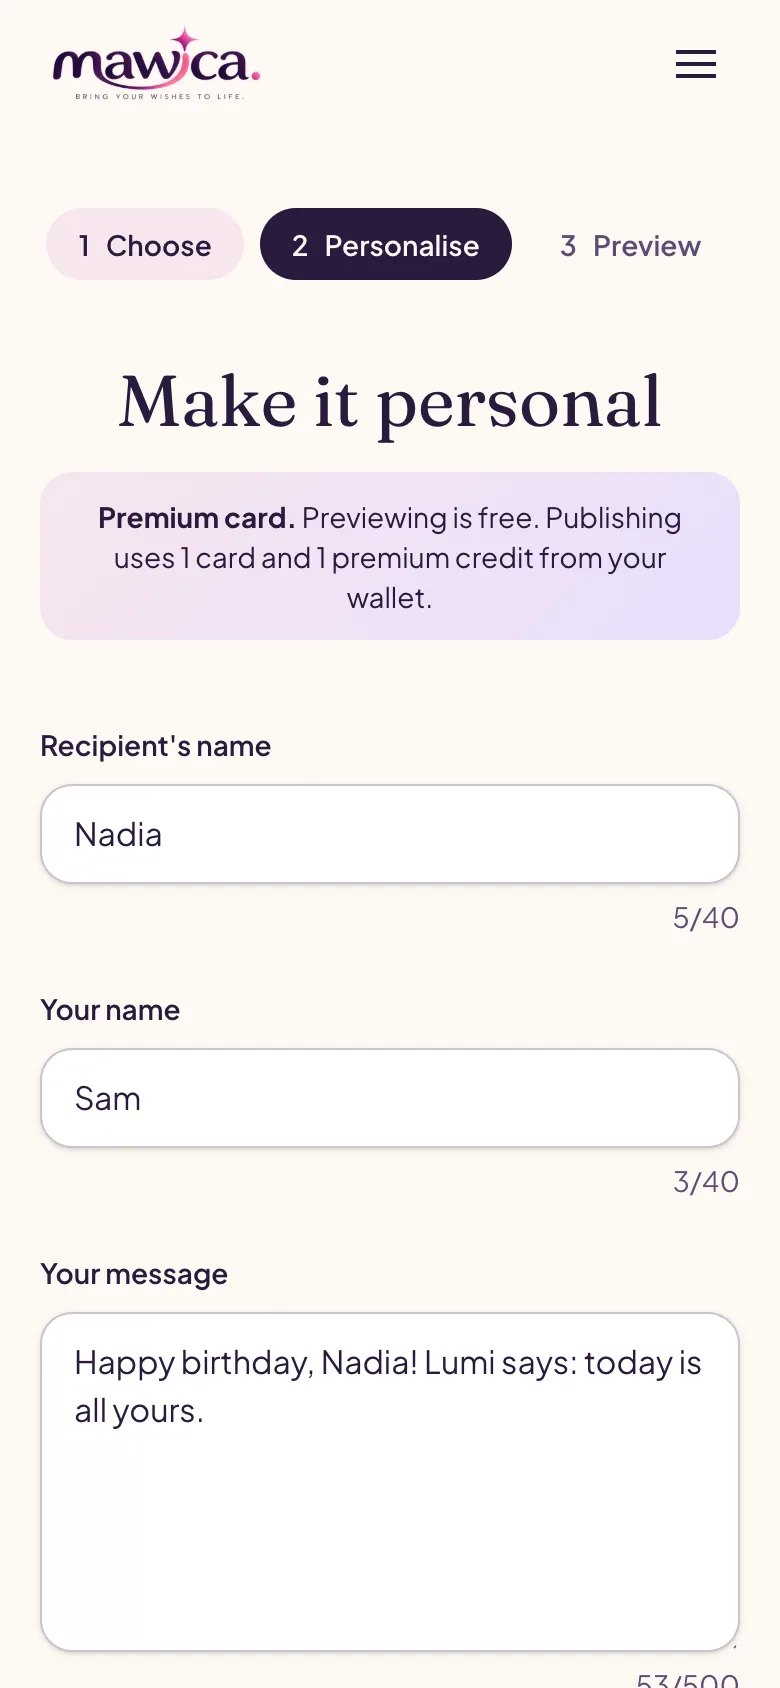 mawica.
BRING YOUR WISHES TO LIFE.
1 Choose
2 Personalise
3 Preview
Make it personal
Premium card. Previewing is free. Publishing
uses 1 card and 1 premium credit from your
wallet.
Recipient's name
Nadia
5/40
Your name
Sam
3/40
Your message
Happy birthday, Nadia! Lumi says: today is
all yours.
53/500